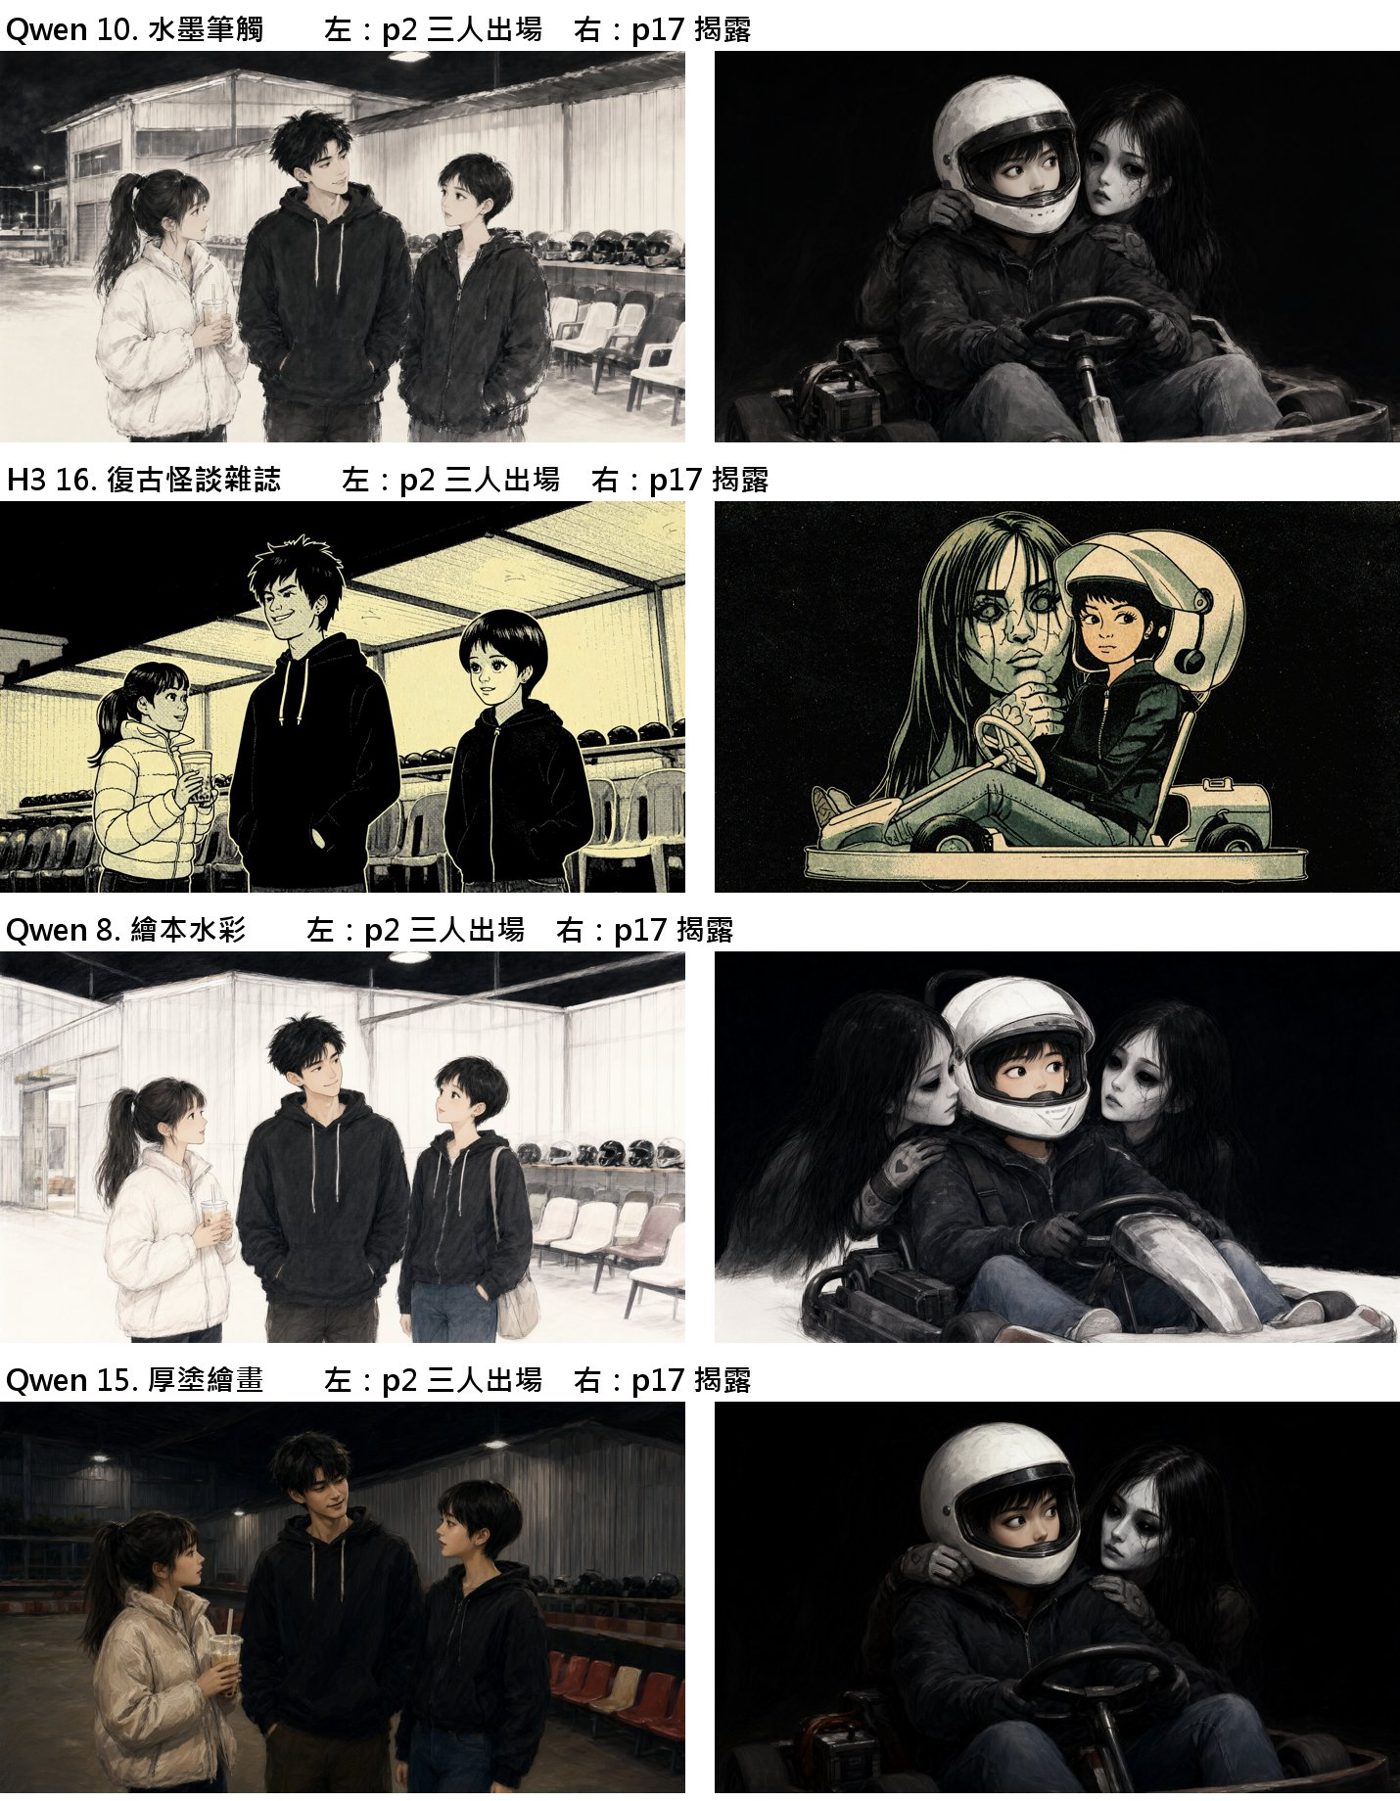 Qwen 10. 水墨筆觸 左：p2 三人出場 右：p17 揭露
H3 16. 復古怪談雜誌 左：p2 三人出場 右：p17 揭露
Qwen 8. 繪本水彩 左：p2 三人出場 右：p17 揭露
Qwen 15. 厚塗繪畫 左：p2 三人出場 右：p17 揭露